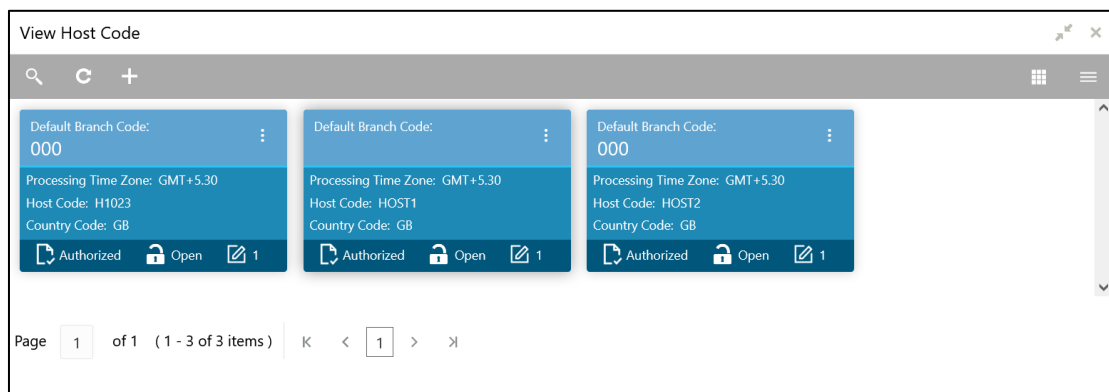 View Host Code
Default Branch Code: Default Branch Code: Default Branch Code:
000 000
Processing Time Zone: GMT+5.30 Processing Time Zone: GMT+5.30 Processing Time Zone: GMT+5.30
Host Code: H1023 Host Code: HOST1 Host Code: HOST2
Country Code: GB Country Code: GB Country Code: GB
Authorized Open 1 Authorized Open 1 Authorized Open 1
Page 1 of 1 ( 1 - 3 of 3 items ) 1